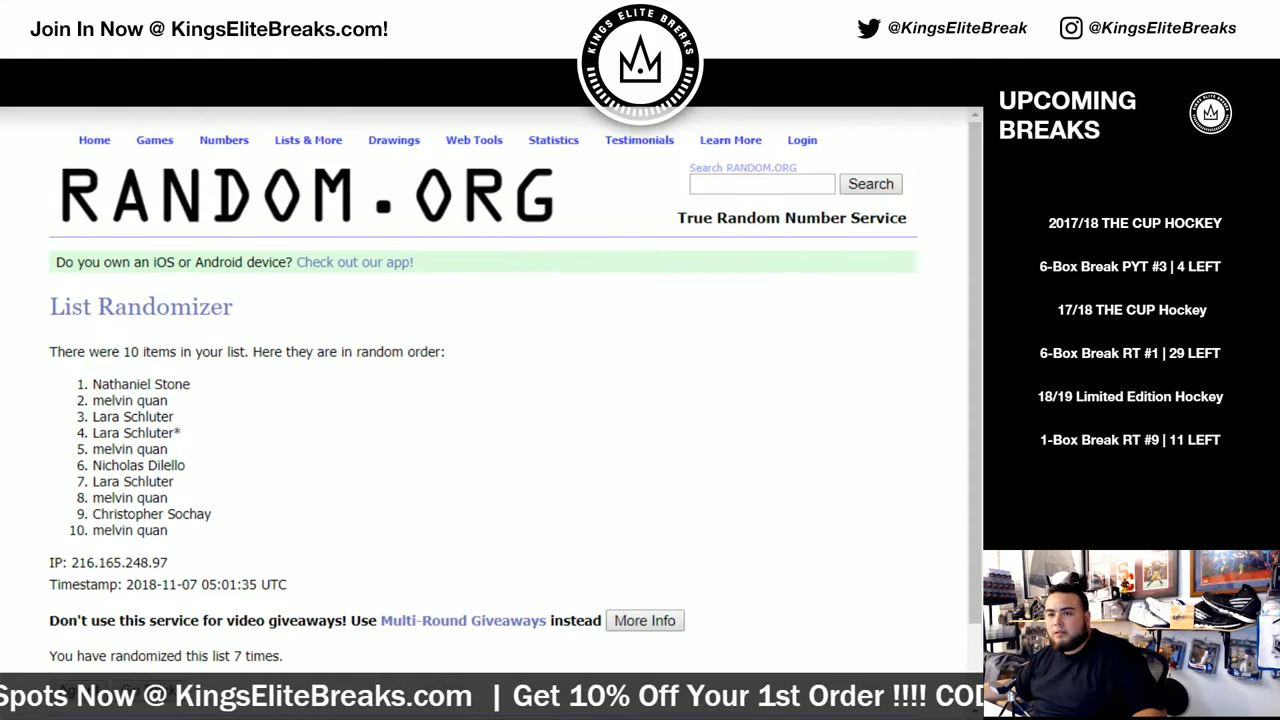 Join In Now @ KingsEliteBreaks.com!
KINGS ELITE BREAKS
@KingsEliteBreak
@KingsEliteBreaks
UPCOMING
BREAKS
2017/18 THE CUP HOCKEY
6-Box Break PYT #3 | 4 LEFT
17/18 THE CUP Hockey
6-Box Break RT #1 | 29 LEFT
18/19 Limited Edition Hockey
1-Box Break RT #9 | 11 LEFT
Home Games Numbers Lists & More Drawings Web Tools Statistics Testimonials Learn More Login
RANDOM.ORG
Search RANDOM.ORG
Search
True Random Number Service
Do you own an iOS or Android device? Check out our app!
List Randomizer
There were 10 items in your list. Here they are in random order:
1. Nathaniel Stone
2. melvin quan
3. Lara Schluter
4. Lara Schluter*
5. melvin quan
6. Nicholas Dilello
7. Lara Schluter
8. melvin quan
9. Christopher Sochay
10. melvin quan
IP: 216.165.248.97
Timestamp: 2018-11-07 05:01:35 UTC
Don't use this service for video giveaways! Use Multi-Round Giveaways instead More Info
You have randomized this list 7 times.
Spots Now @ KingsEliteBreaks.com | Get 10% Off Your 1st Order !!!! COD